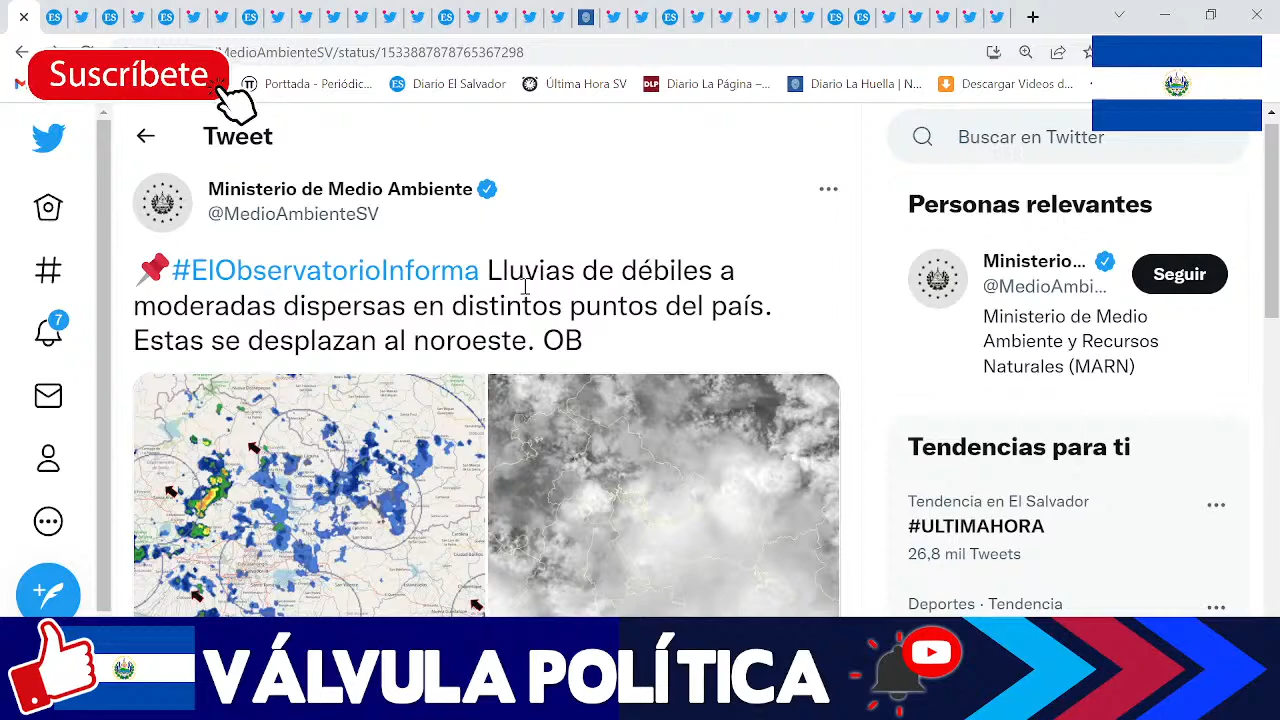 MedioAmbienteSV/status/1533887878765367298
Suscríbete
Porttada - Periódic...
Diario El Salvador
Última Hora SV
DLP
Diario La Página –...
Diario La Huella | N...
Descargar Videos d...
Tweet
Buscar en Twitter
Ministerio de Medio Ambiente
@MedioAmbienteSV
📌#ElObservatorioInforma Lluvias de débiles a
moderadas dispersas en distintos puntos del país.
Estas se desplazan al noroeste. OB
7
Personas relevantes
Ministerio...
@MedioAmbi...
Seguir
Ministerio de Medio
Ambiente y Recursos
Naturales (MARN)
Tendencias para ti
Tendencia en El Salvador
#ULTIMAHORA
26,8 mil Tweets
Deportes · Tendencia
VÁLVULA POLÍTICA